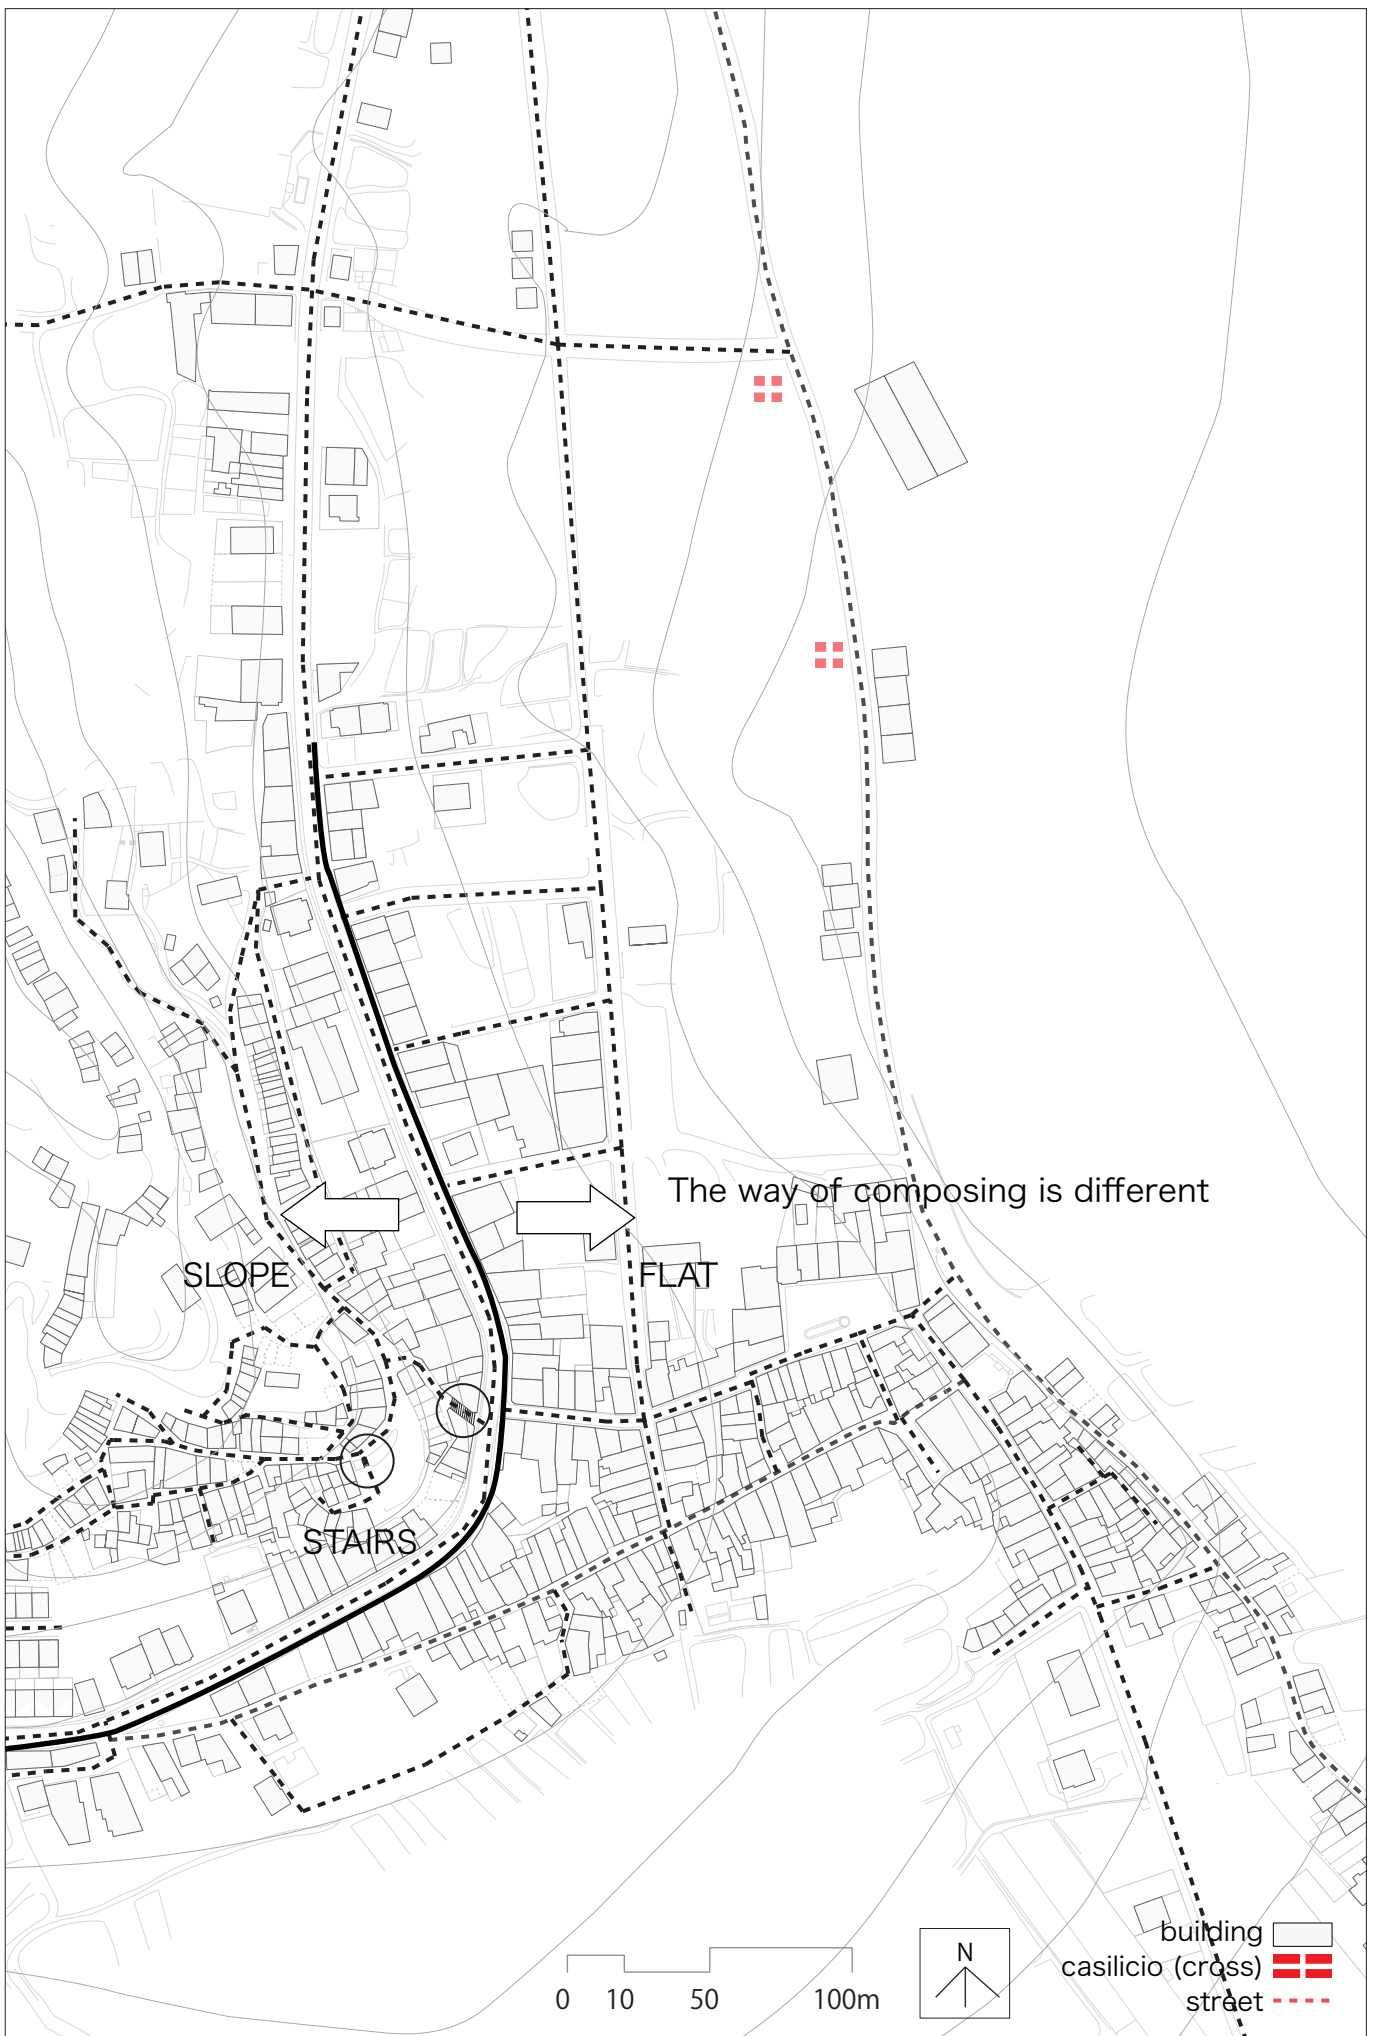 The way of composing is different
SLOPE
FLAT
STAIRS
0 10 50 100m
N
building
casilicio (cross)
street